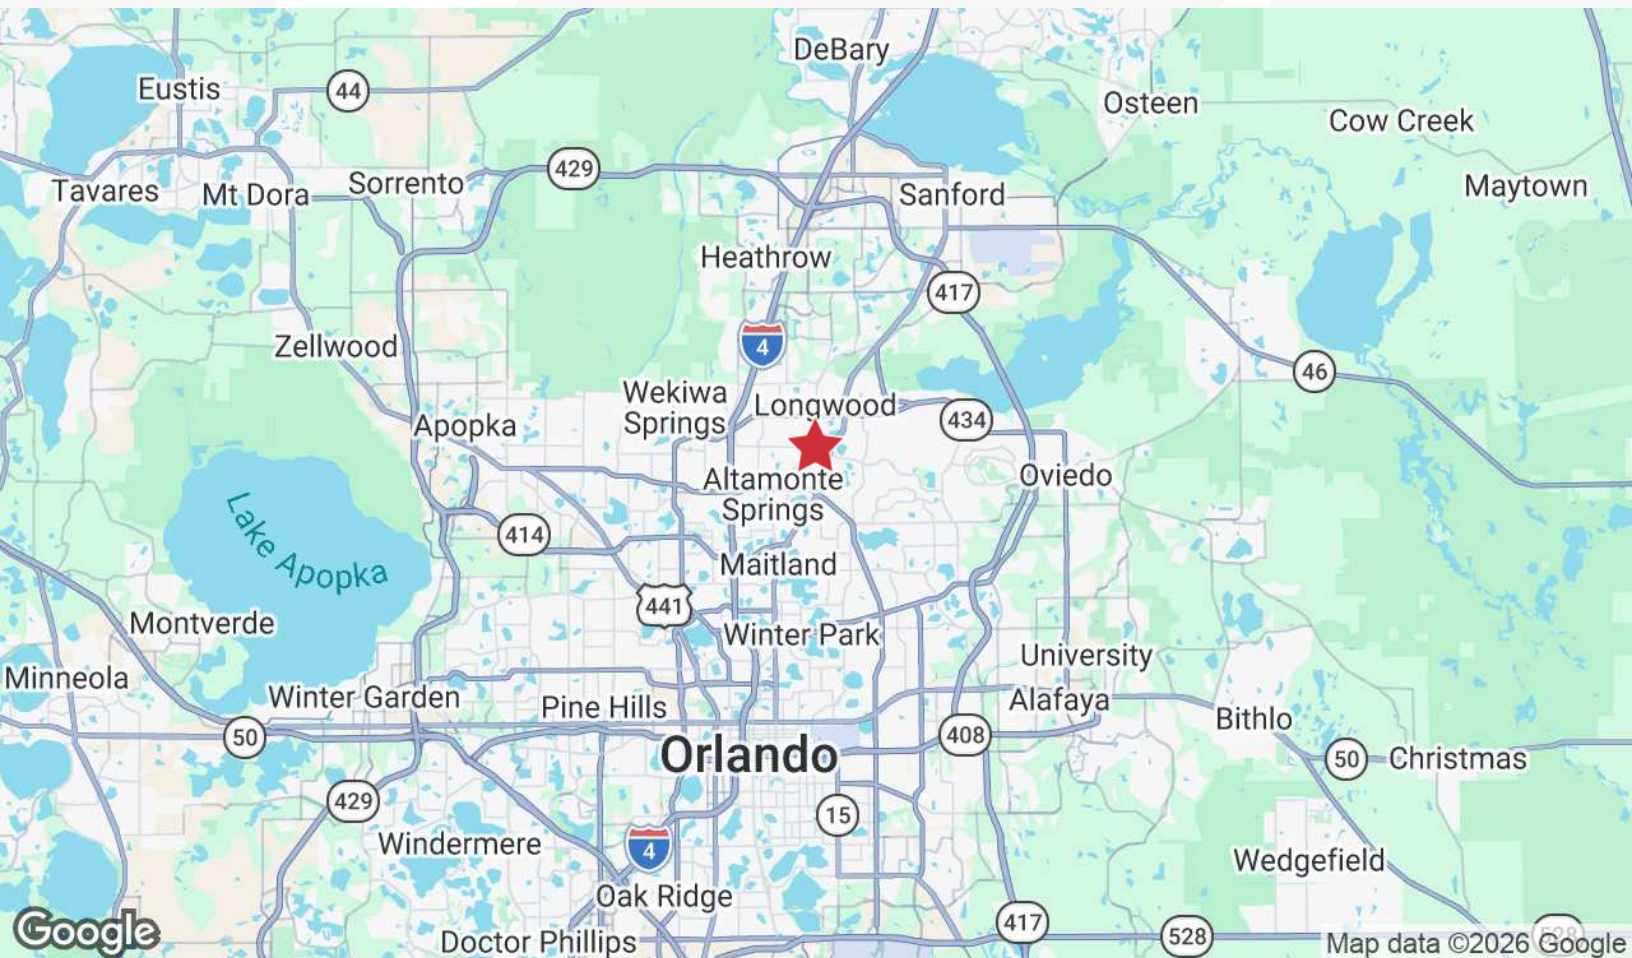 DeBary
Eustis
44
Osteen
Cow Creek
429
Tavares
Mt Dora
Sorrento
Sanford
Maytown
Heathrow
417
Zellwood
4
46
Wekiwa
Springs
Longwood
434
Apopka
Altamonte
Springs
Oviedo
Lake Apopka
414
Maitland
441
Montverde
Winter Park
University
Minneola
Winter Garden
Pine Hills
Alafaya
Bithlo
50
Orlando
408
50
Christmas
429
15
Windermere
4
Wedgefield
Oak Ridge
417
528
528
Google
Doctor Phillips
Map data ©2026 Google